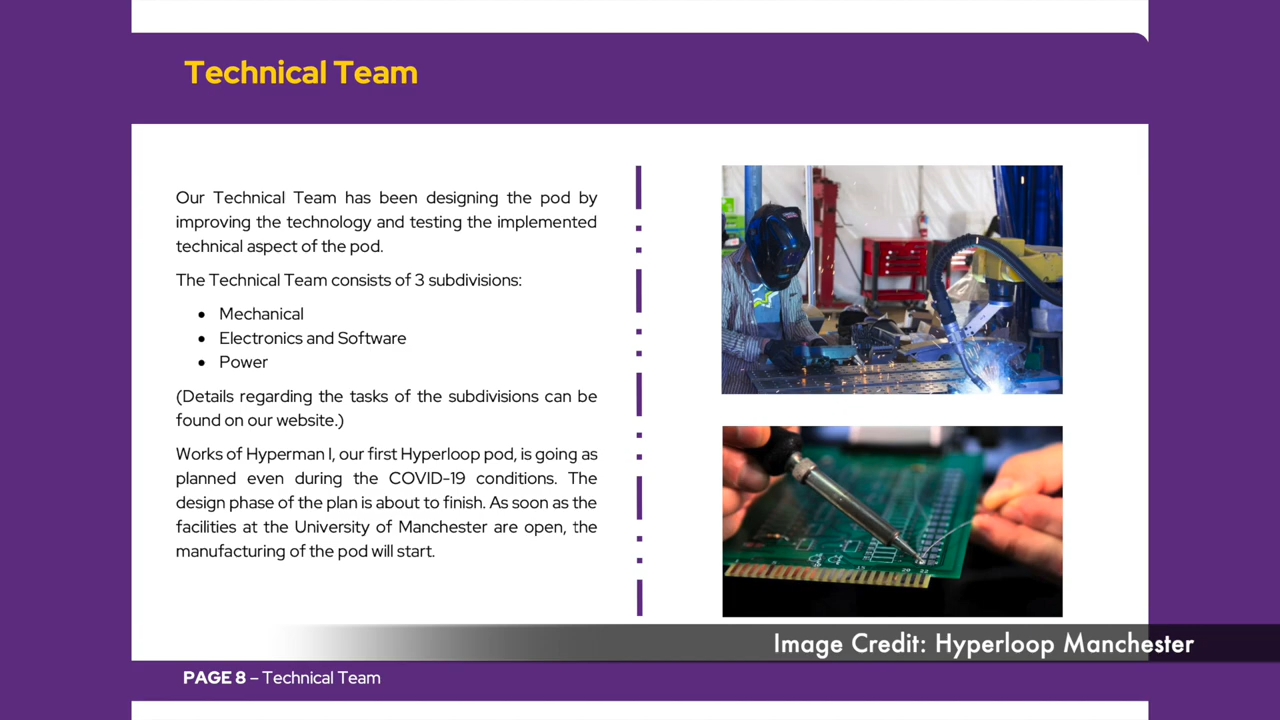 Technical Team
Our Technical Team has been designing the pod by
improving the technology and testing the implemented
technical aspect of the pod.
The Technical Team consists of 3 subdivisions:
• Mechanical
• Electronics and Software
• Power
(Details regarding the tasks of the subdivisions can be
found on our website.)
Works of Hyperman I, our first Hyperloop pod, is going as
planned even during the COVID-19 conditions. The
design phase of the plan is about to finish. As soon as the
facilities at the University of Manchester are open, the
manufacturing of the pod will start.
15 20 22
Image Credit: Hyperloop Manchester
PAGE 8 – Technical Team